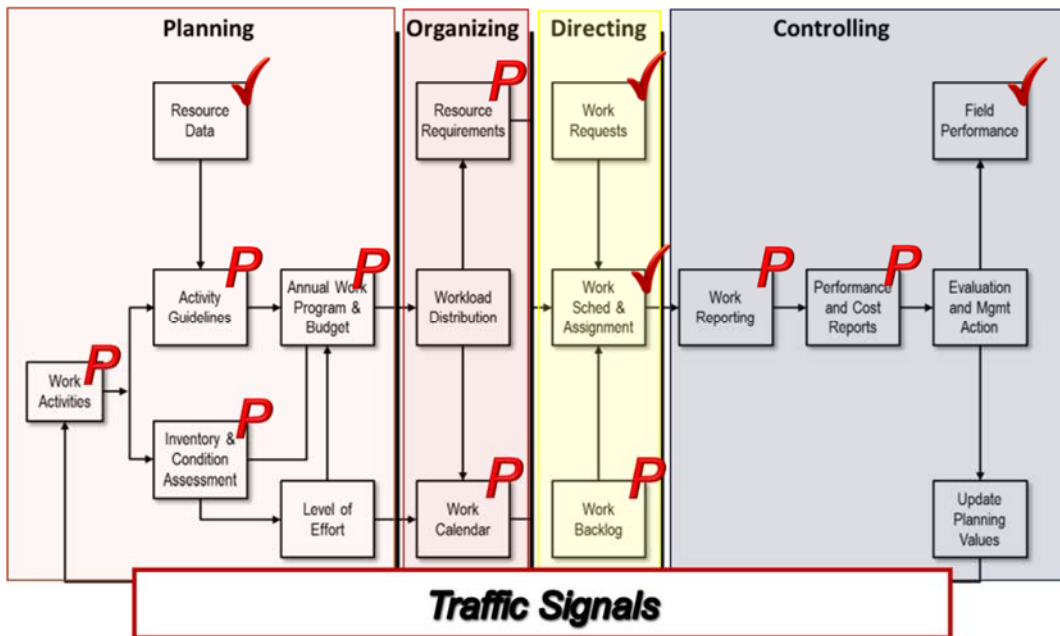 Planning
Organizing
Directing
Controlling
P
Resource
Data
Resource
Requirements
Work
Requests
Field
Performance
P
P
P
P
Activity
Guidelines
Annual Work
Program & Budget
Workload
Distribution
Work
Sched &
Assignment
Work
Reporting
Performance
and Cost
Reports
Evaluation
and Mgmt
Action
P
Work
Activities
P
Inventory &
Condition
Assessment
P
P
Level of
Effort
Work
Calendar
Work
Backlog
Update
Planning
Values
Traffic Signals